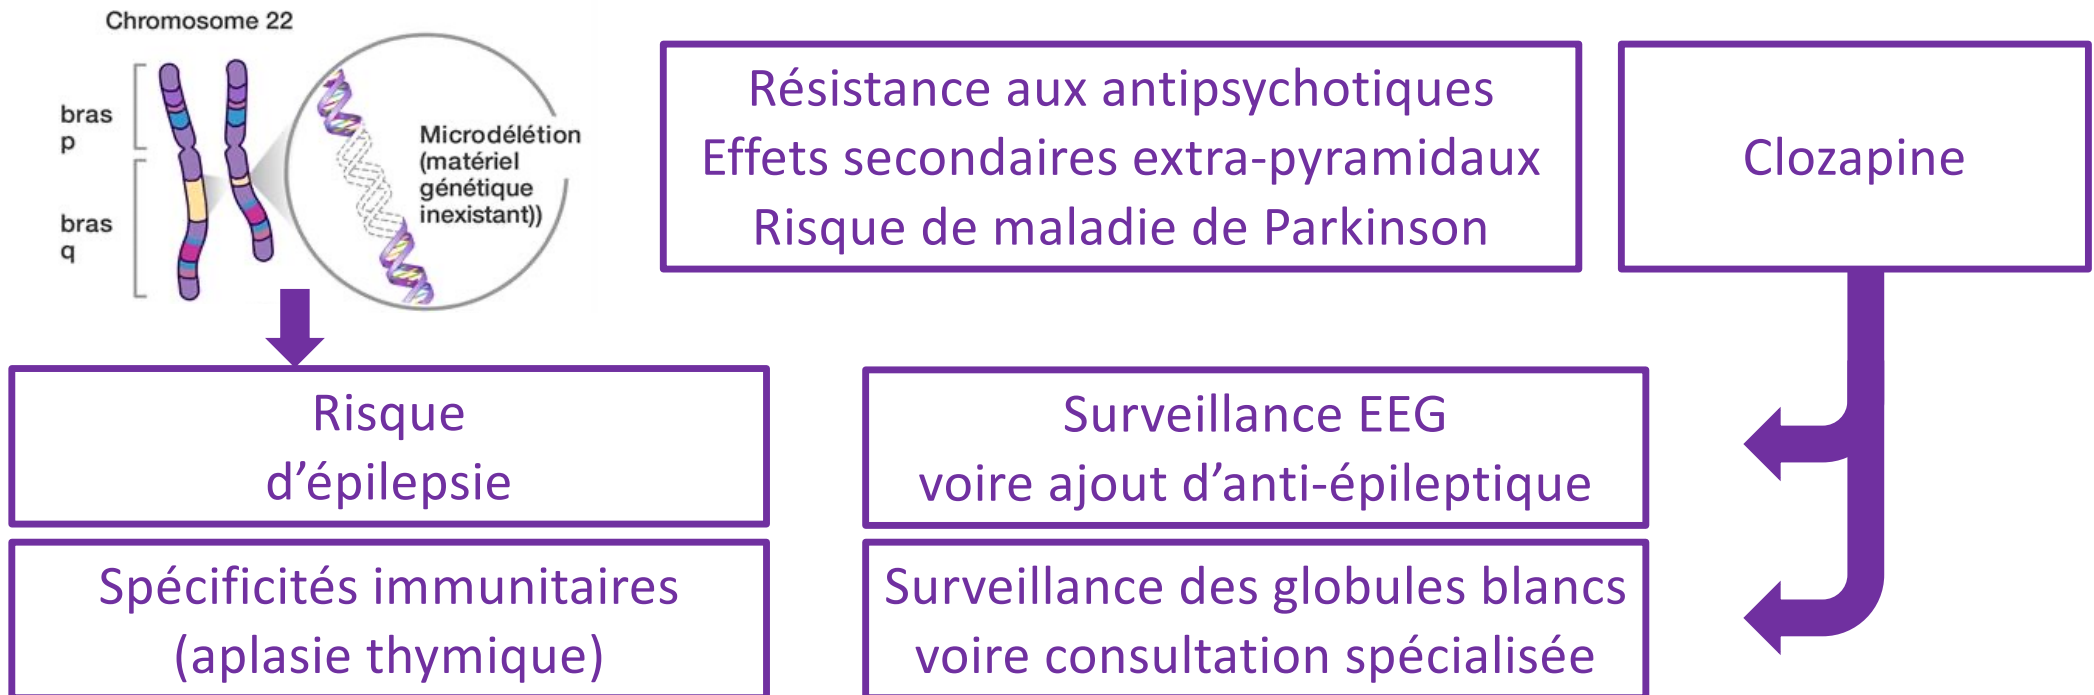 Chromosome 22
bras
p
bras
q
Microdélétion
(matériel
génétique
inexistant))
Résistance aux antipsychotiques
Effets secondaires extra-pyramidaux
Risque de maladie de Parkinson
Clozapine
Risque
d’épilepsie
Surveillance EEG
voire ajout d’anti-épileptique
Spécificités immunitaires
(aplasie thymique)
Surveillance des globules blancs
voire consultation spécialisée